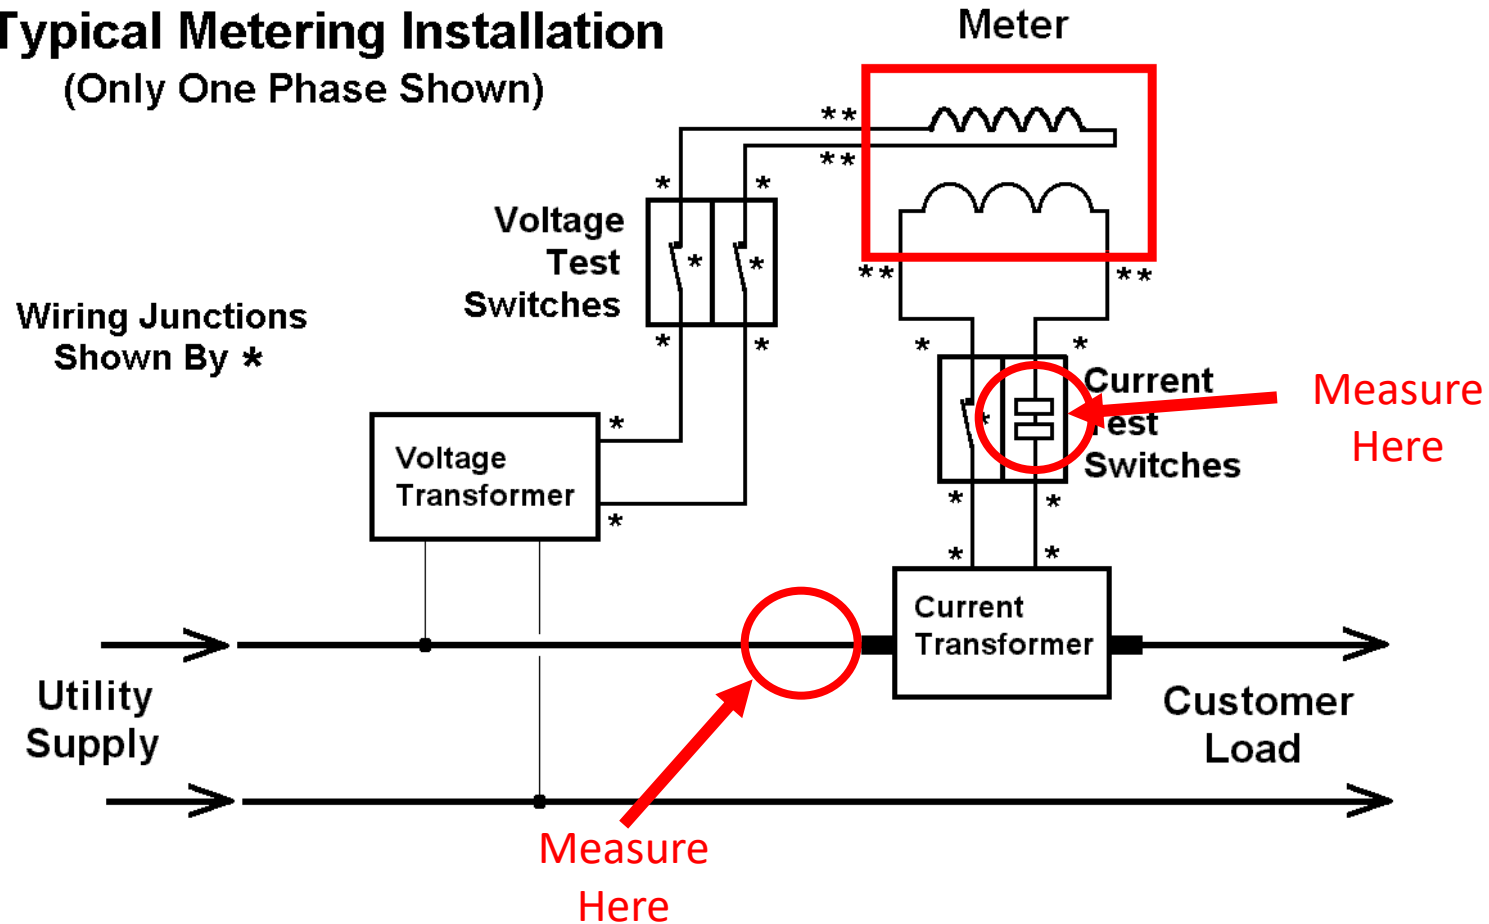 Typical Metering Installation
(Only One Phase Shown)
Meter
**
**
* *
Voltage
Test
Switches
* *
* *
** **
Wiring Junctions
Shown By *
* *
Current
Test
Switches
*
Measure
Here
*
Voltage
Transformer
*
* *
* *
Current
Transformer
Utility
Supply
Customer
Load
Measure
Here